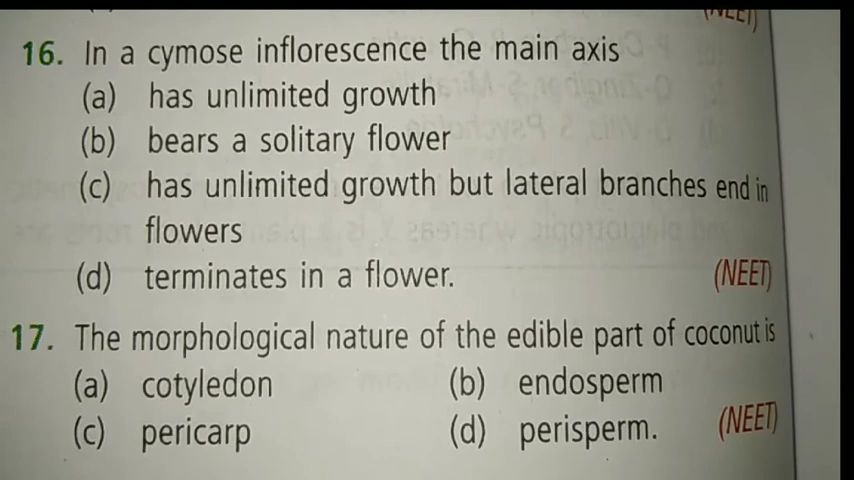 (NEET)
16. In a cymose inflorescence the main axis
(a) has unlimited growth
(b) bears a solitary flower
(c) has unlimited growth but lateral branches end in
flowers
(d) terminates in a flower. (NEET)
17. The morphological nature of the edible part of coconut is
(a) cotyledon (b) endosperm
(c) pericarp (d) perisperm. (NEET)